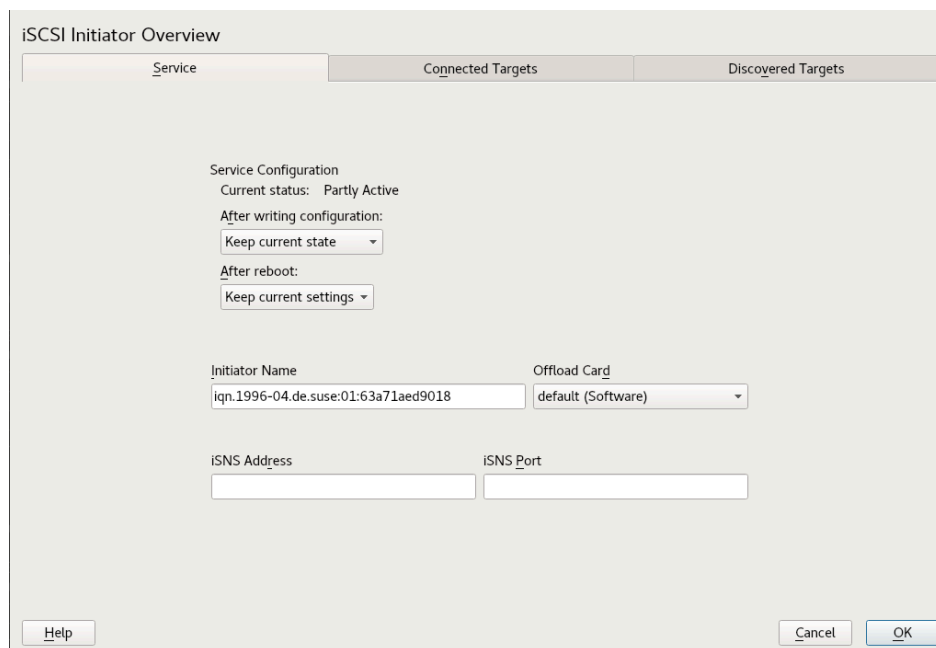 iSCSI Initiator Overview
Service Connected Targets Discovered Targets
Service Configuration
Current status: Partly Active
After writing configuration:
Keep current state
After reboot:
Keep current settings
Initiator Name Offload Card
iqn.1996-04.de.suse:01:63a71aed9018 default (Software)
iSNS Address iSNS Port
Help Cancel OK